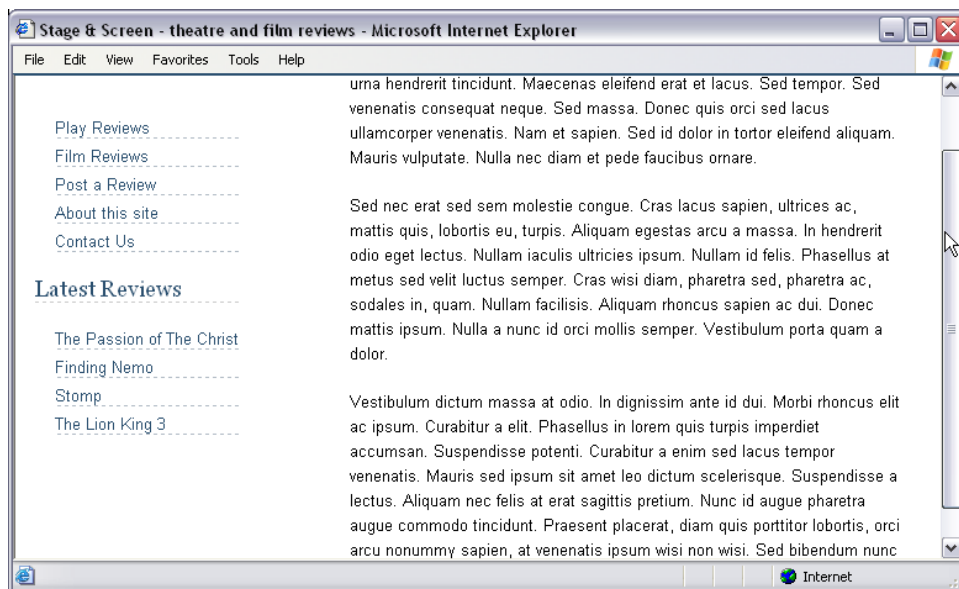 Stage & Screen - theatre and film reviews - Microsoft Internet Explorer
File Edit View Favorites Tools Help
Play Reviews
Film Reviews
Post a Review
About this site
Contact Us
Latest Reviews
The Passion of The Christ
Finding Nemo
Stomp
The Lion King 3
urna hendrerit tincidunt. Maecenas eleifend erat et lacus. Sed tempor. Sed
venenatis consequat neque. Sed massa. Donec quis orci sed lacus
ullamcorper venenatis. Nam et sapien. Sed id dolor in tortor eleifend aliquam.
Mauris vulputate. Nulla nec diam et pede faucibus ornare.
Sed nec erat sed sem molestie congue. Cras lacus sapien, ultrices ac,
mattis quis, lobortis eu, turpis. Aliquam egestas arcu a massa. In hendrerit
odio eget lectus. Nullam iaculis ultricies ipsum. Nullam id felis. Phasellus at
metus sed velit luctus semper. Cras wisi diam, pharetra sed, pharetra ac,
sodales in, quam. Nullam facilisis. Aliquam rhoncus sapien ac dui. Donec
mattis ipsum. Nulla a nunc id orci mollis semper. Vestibulum porta quam a
dolor.
Vestibulum dictum massa at odio. In dignissim ante id dui. Morbi rhoncus elit
ac ipsum. Curabitur a elit. Phasellus in lorem quis turpis imperdiet
accumsan. Suspendisse potenti. Curabitur a enim sed lacus tempor
venenatis. Mauris sed ipsum sit amet leo dictum scelerisque. Suspendisse a
lectus. Aliquam nec felis at erat sagittis pretium. Nunc id augue pharetra
augue commodo tincidunt. Praesent placerat, diam quis porttitor lobortis, orci
arcu nonummy sapien, at venenatis ipsum wisi non wisi. Sed bibendum nunc
Internet